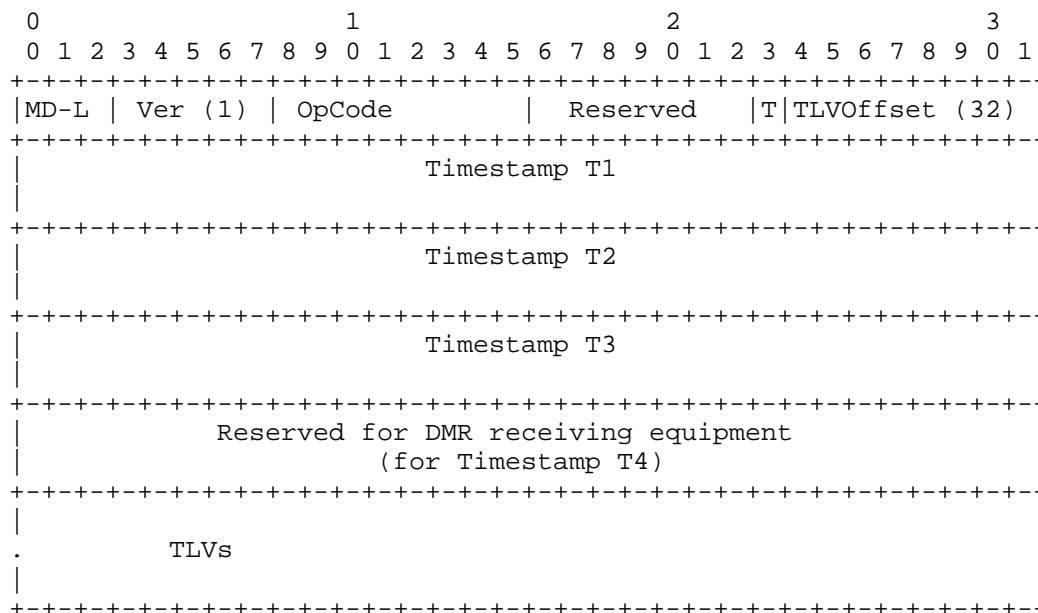 0                   1                   2                   3
0 1 2 3 4 5 6 7 8 9 0 1 2 3 4 5 6 7 8 9 0 1 2 3 4 5 6 7 8 9 0 1
+-+-+-+-+-+-+-+-+-+-+-+-+-+-+-+-+-+-+-+-+-+-+-+-+-+-+-+-+-+-+-+--
|MD-L | Ver (1) | OpCode        |  Reserved   |T|TLVOffset (32)
+-+-+-+-+-+-+-+-+-+-+-+-+-+-+-+-+-+-+-+-+-+-+-+-+-+-+-+-+-+-+-+--
|                         Timestamp T1
|
+-+-+-+-+-+-+-+-+-+-+-+-+-+-+-+-+-+-+-+-+-+-+-+-+-+-+-+-+-+-+-+--
|                         Timestamp T2
|
+-+-+-+-+-+-+-+-+-+-+-+-+-+-+-+-+-+-+-+-+-+-+-+-+-+-+-+-+-+-+-+--
|                         Timestamp T3
|
+-+-+-+-+-+-+-+-+-+-+-+-+-+-+-+-+-+-+-+-+-+-+-+-+-+-+-+-+-+-+-+--
|            Reserved for DMR receiving equipment
|                      (for Timestamp T4)
+-+-+-+-+-+-+-+-+-+-+-+-+-+-+-+-+-+-+-+-+-+-+-+-+-+-+-+-+-+-+-+--
|
.         TLVs
|
+-+-+-+-+-+-+-+-+-+-+-+-+-+-+-+-+-+-+-+-+-+-+-+-+-+-+-+-+-+-+-+--